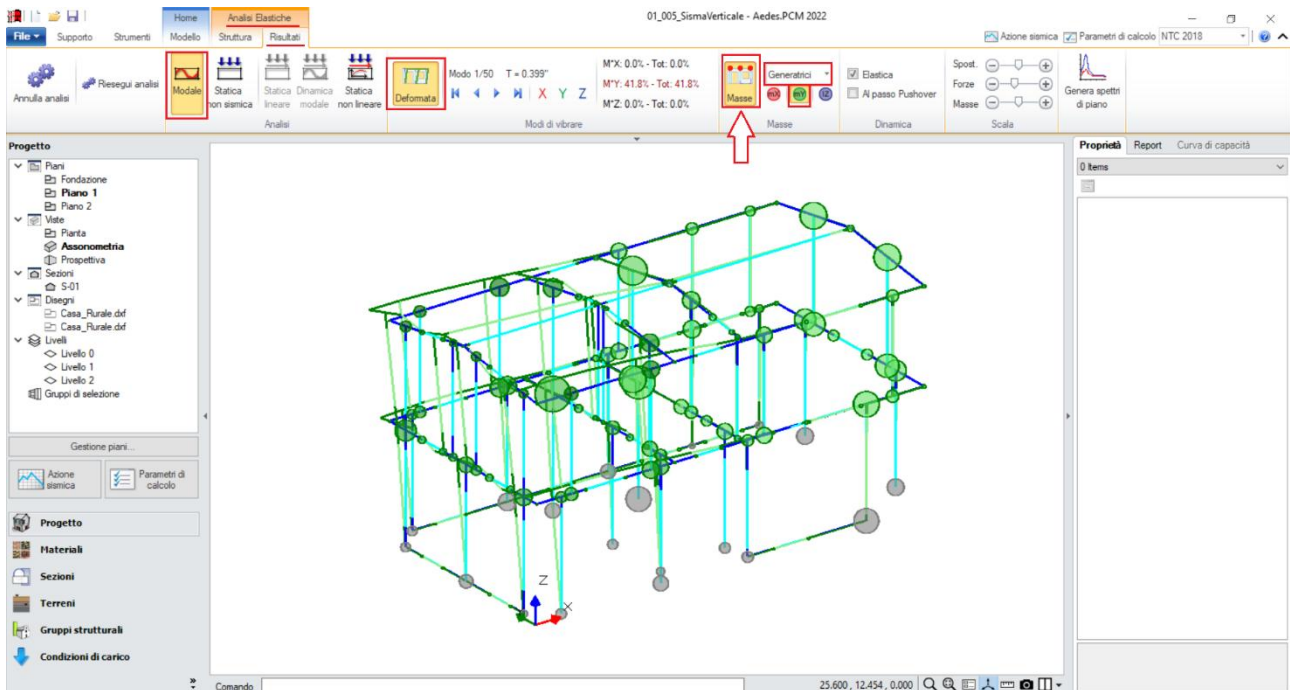 01_005_SismaVerticale - Aedes.PCM 2022
Home
Analisi Elastiche
File
Supporto
Strumenti
Modello
Struttura
Risultati
Azione sismica
Parametri di calcolo
NTC 2018
Annulla analisi
Riesegui analisi
Modale
Statica
non sismica
Statica
lineare
Dinamica
modale
Statica
non lineare
Analisi
Deformata
Modo 1/50 T = 0.399"
X Y Z
M*X: 0.0% - Tot: 0.0%
M*Y: 41.8% - Tot: 41.8%
M*Z: 0.0% - Tot: 0.0%
Modi di vibrare
Masse
Generatrici
mX
mY
IZ
Masse
Elastica
Al passo Pushover
Dinamica
Spost.
Forze
Masse
Scala
Genera spettri
di piano
Progetto
Piani
Fondazione
Piano 1
Piano 2
Viste
Pianta
Assonometria
Prospettiva
Sezioni
S-01
Disegni
Casa_Rurale.dxf
Casa_Rurale.dxf
Livelli
Livello 0
Livello 1
Livello 2
Gruppi di selezione
Gestione piani...
Azione
sismica
Parametri di
calcolo
Progetto
Materiali
Sezioni
Terreni
Gruppi strutturali
Condizioni di carico
Z
X
Proprietà
Report
Curva di capacità
0 Items
Comando
25.600 , 12.454 , 0.000